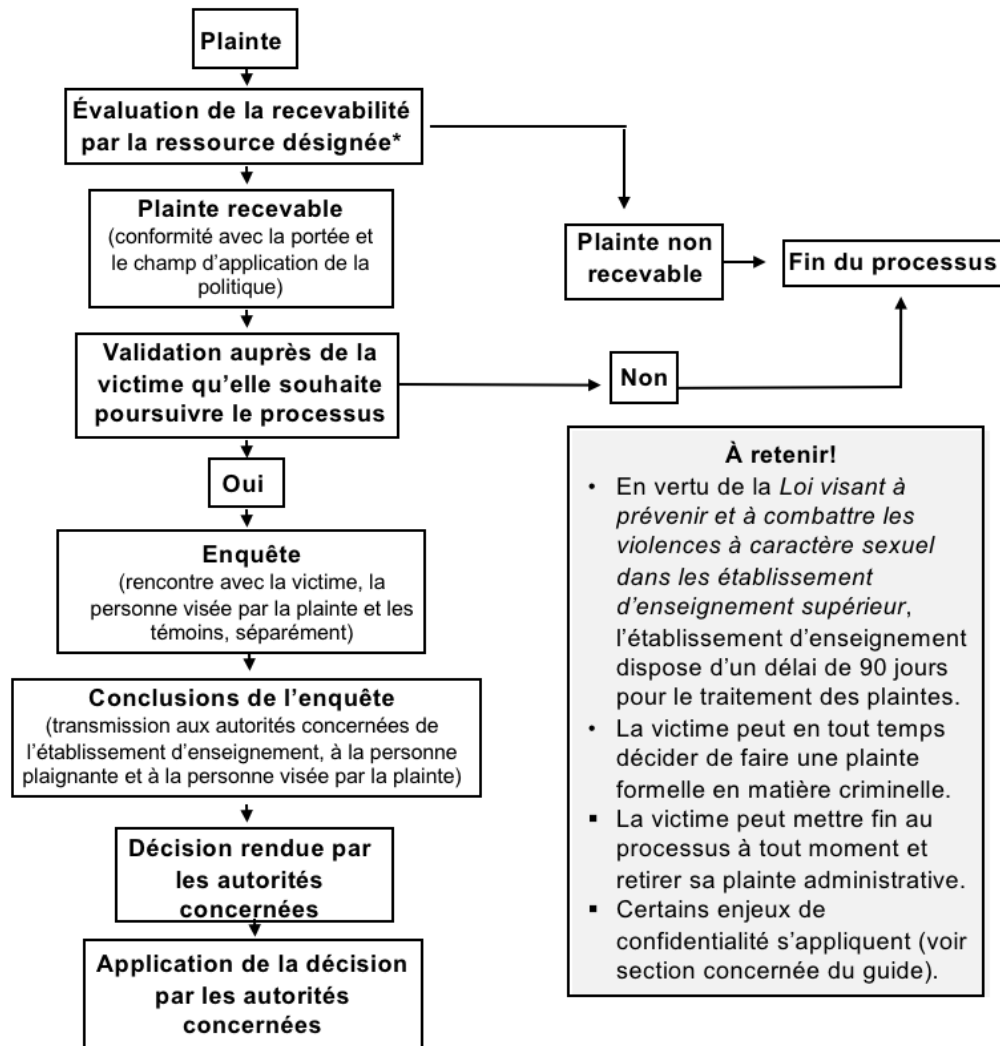 Plainte
Évaluation de la recevabilité
par la ressource désignée*
Plainte recevable
(conformité avec la portée et
le champ d'application de la
politique)
Plainte non
recevable
Fin du processus
Validation auprès de la
victime qu'elle souhaite
poursuivre le processus
Non
Oui
Enquête
(rencontre avec la victime, la
personne visée par la plainte et les
témoins, séparément)
Conclusions de l'enquête
(transmission aux autorités concernées de
l'établissement d'enseignement, à la personne
plaignante et à la personne visée par la plainte)
Décision rendue par
les autorités
concernées
Application de la décision
par les autorités
concernées
À retenir!
• En vertu de la Loi visant à
prévenir et à combattre les
violences à caractère sexuel
dans les établissement
d'enseignement supérieur,
l'établissement d'enseignement
dispose d'un délai de 90 jours
pour le traitement des plaintes.
• La victime peut en tout temps
décider de faire une plainte
formelle en matière criminelle.
▪ La victime peut mettre fin au
processus à tout moment et
retirer sa plainte administrative.
▪ Certains enjeux de
confidentialité s'appliquent (voir
section concernée du guide).